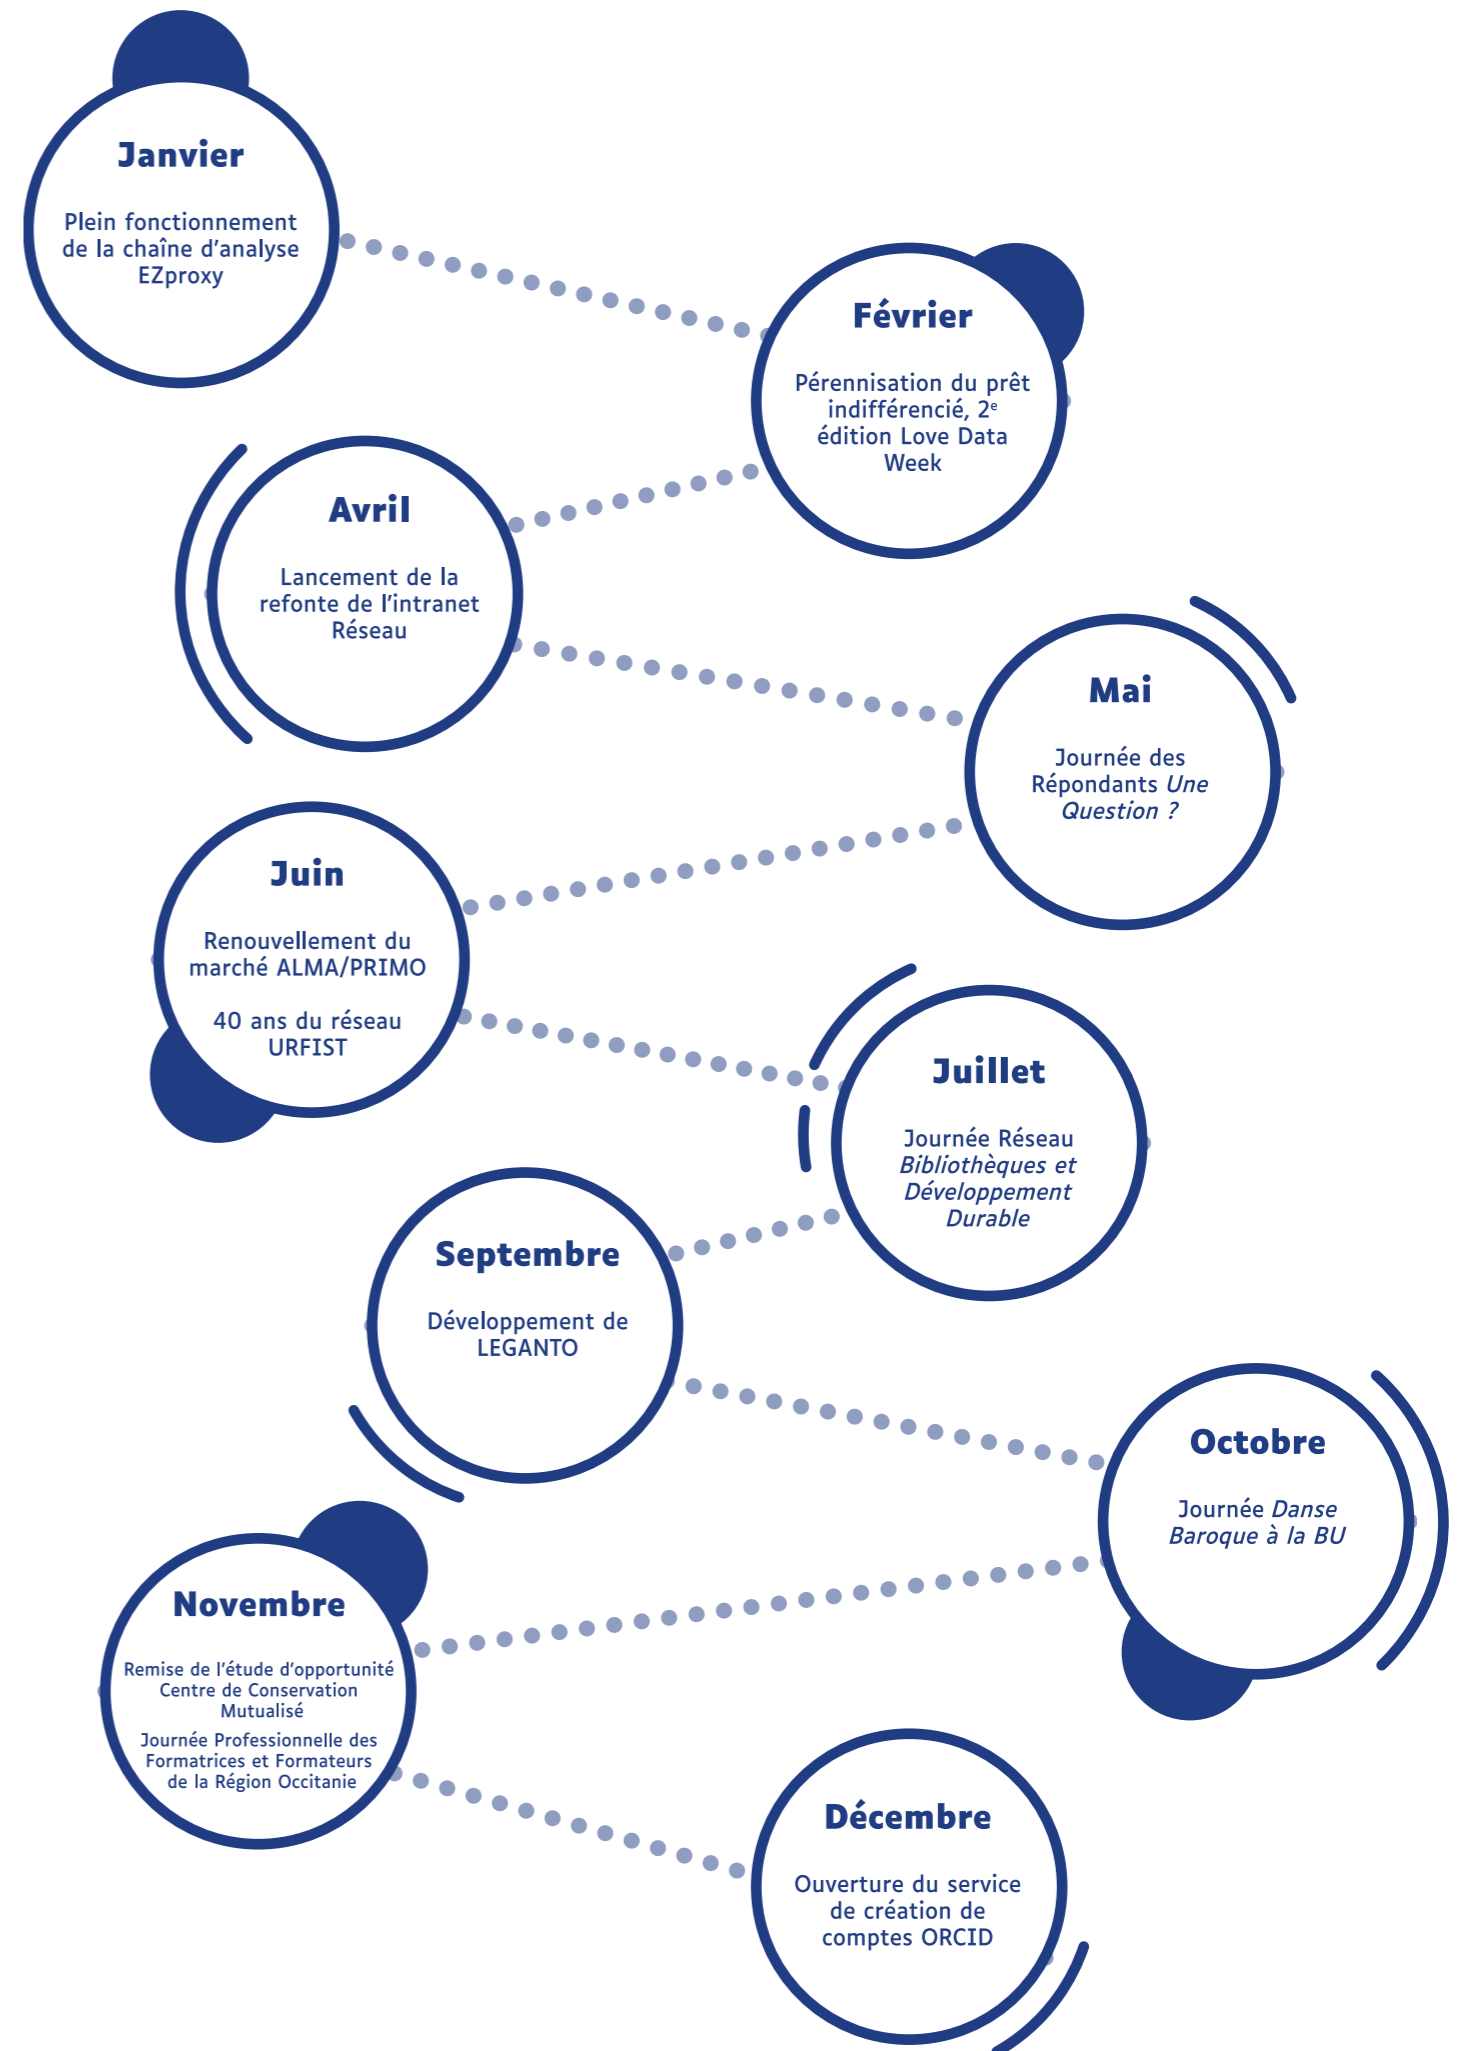 Janvier
Plein fonctionnement
de la chaîne d'analyse
EZproxy
Février
Pérennisation du prêt
indifférencié, 2e
édition Love Data
Week
Avril
Lancement de la
refonte de l'intranet
Réseau
Mai
Journée des
Répondants Une
Question ?
Juin
Renouvellement du
marché ALMA/PRIMO
40 ans du réseau
URFIST
Juillet
Journée Réseau
Bibliothèques et
Développement
Durable
Septembre
Développement de
LEGANTO
Octobre
Journée Danse
Baroque à la BU
Novembre
Remise de l'étude d'opportunité
Centre de Conservation
Mutualisé
Journée Professionnelle des
Formatrices et Formateurs
de la Région Occitanie
Décembre
Ouverture du service
de création de
comptes ORCID